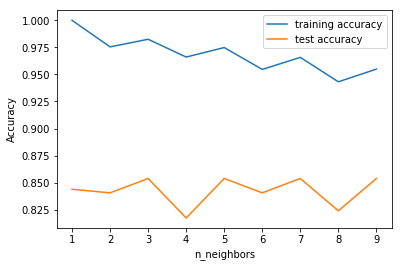 training accuracy
test accuracy
1.000
0.975
0.950
0.925
0.900
0.875
0.850
0.825
Accuracy
1 2 3 4 5 6 7 8 9
n_neighbors